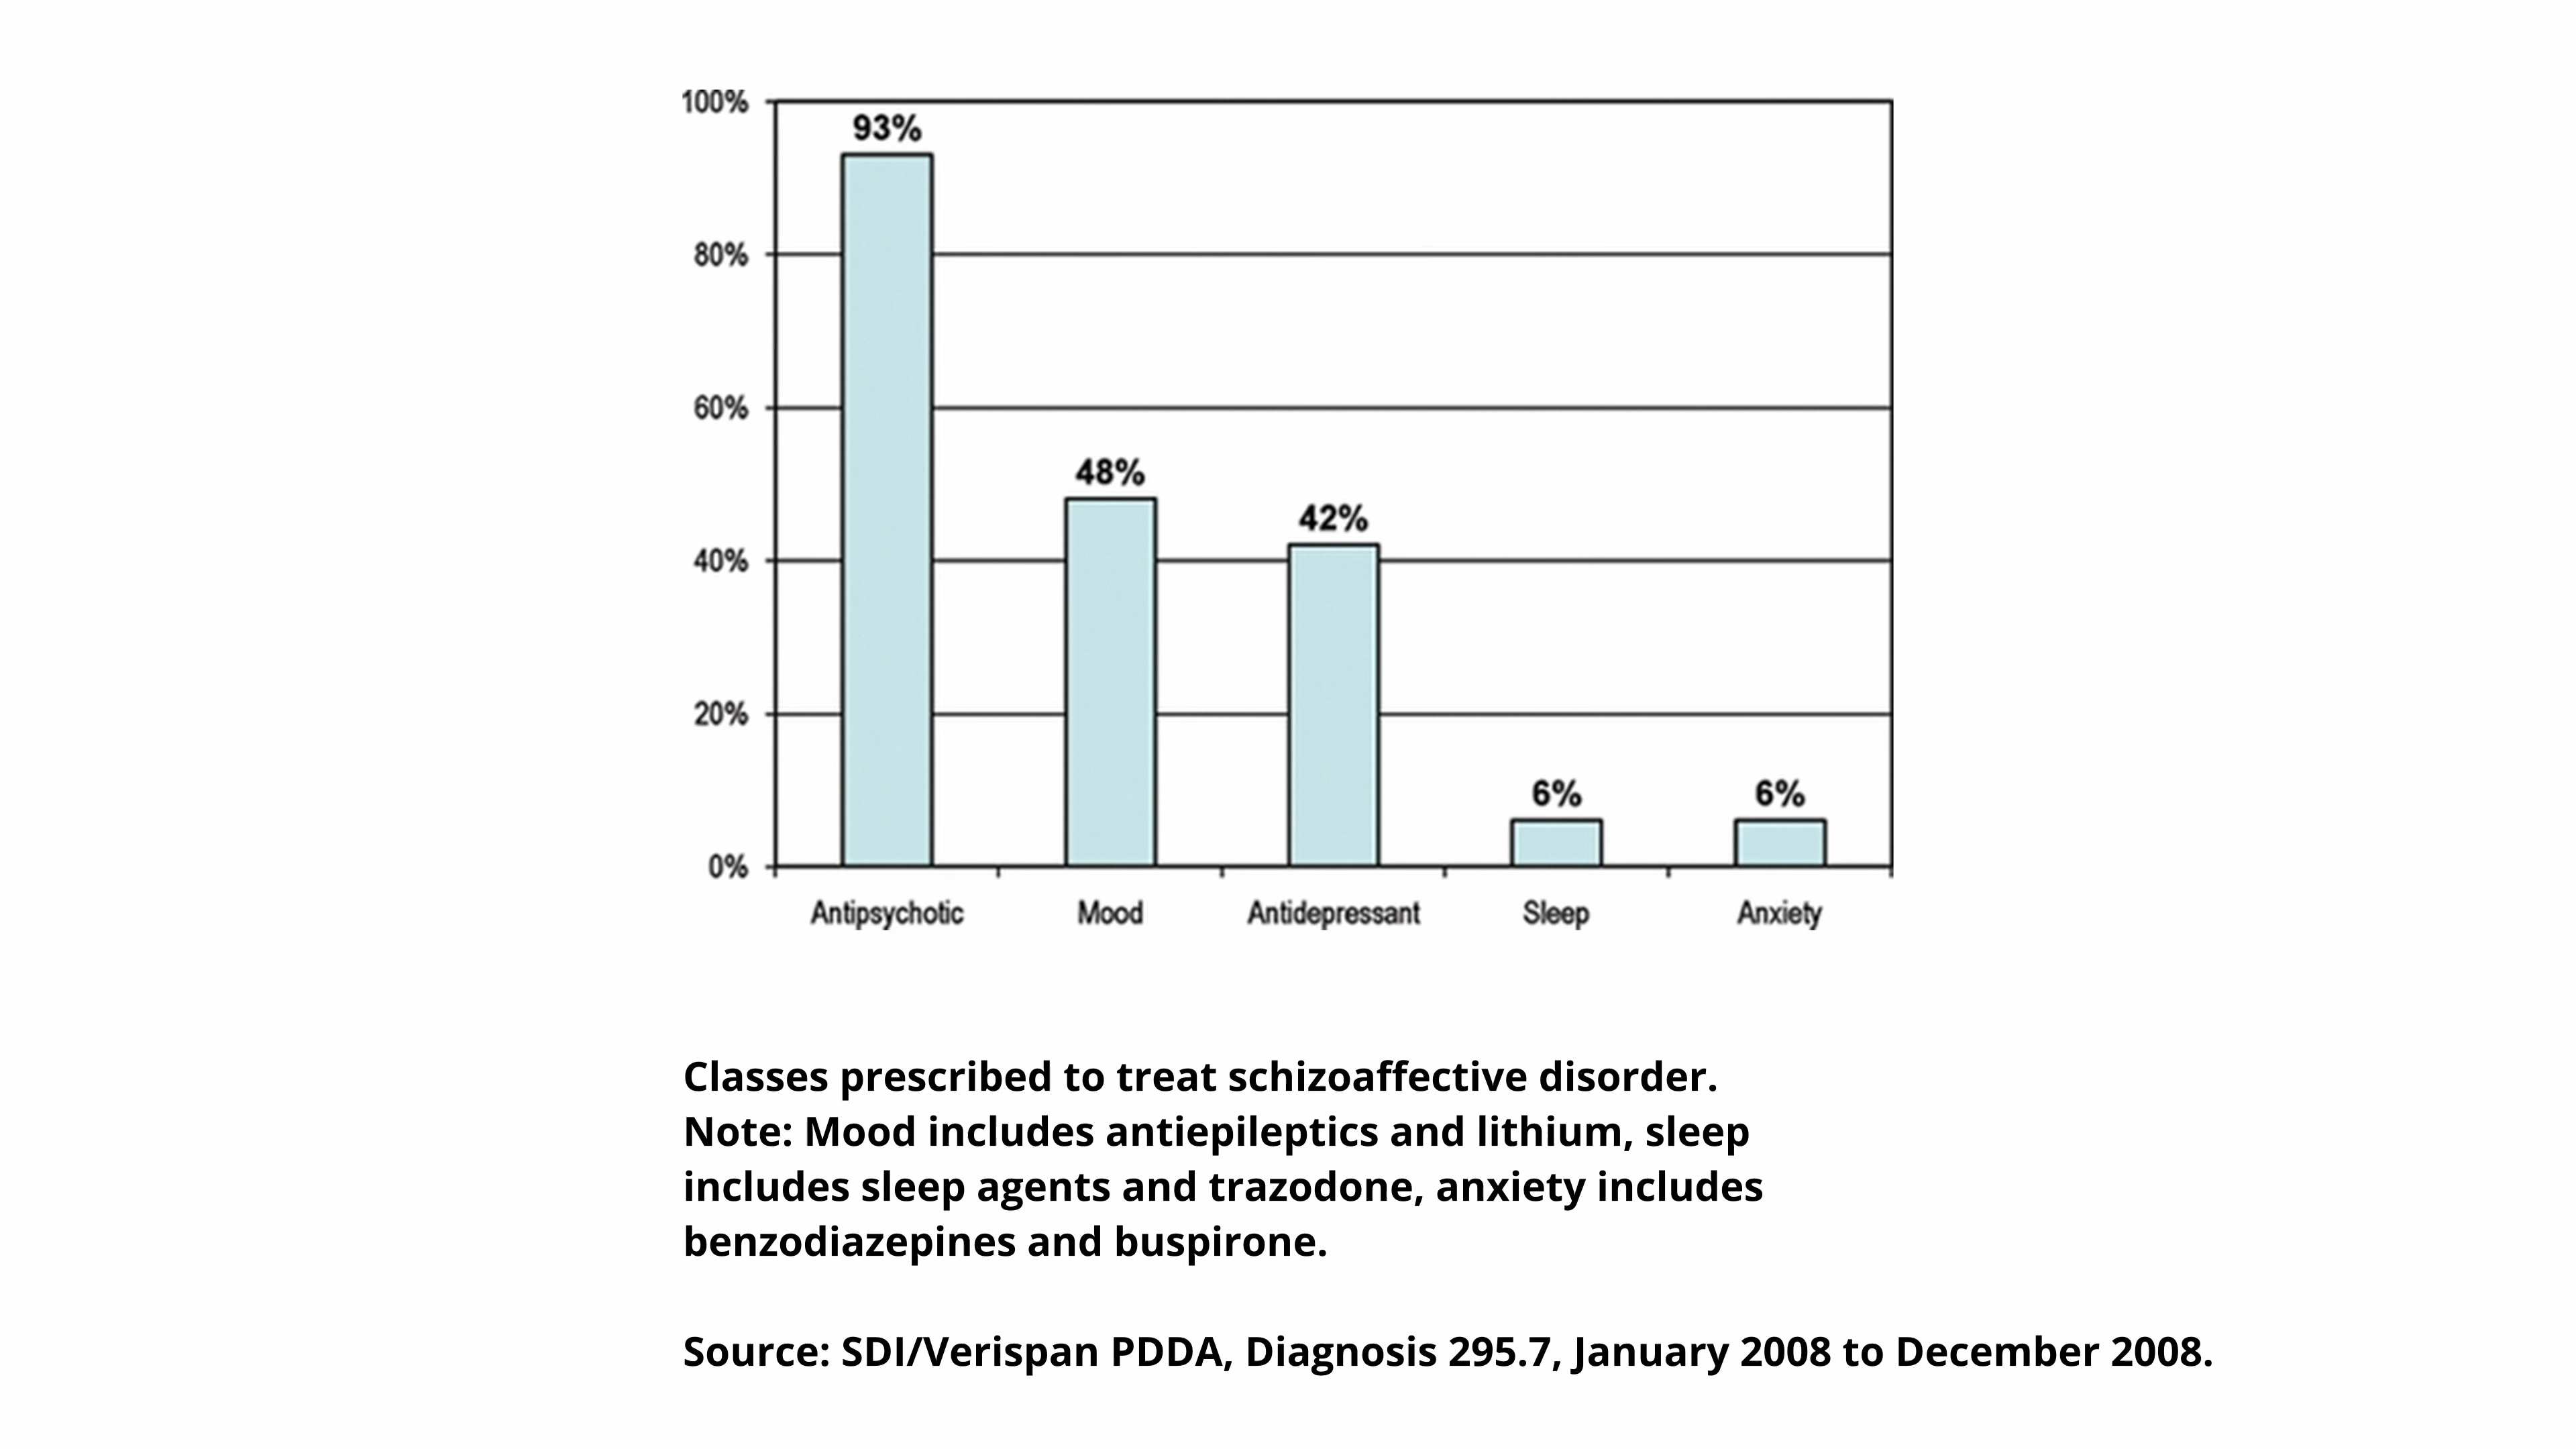 100%
93%
80%
60%
48%
42%
40%
20%
6%
6%
0%
Antipsychotic
Mood
Antidepressant
Sleep
Anxiety
Classes prescribed to treat schizoaffective disorder.
Note: Mood includes antiepileptics and lithium, sleep
includes sleep agents and trazodone, anxiety includes
benzodiazepines and buspirone.
Source: SDI/Verispan PDDA, Diagnosis 295.7, January 2008 to December 2008.